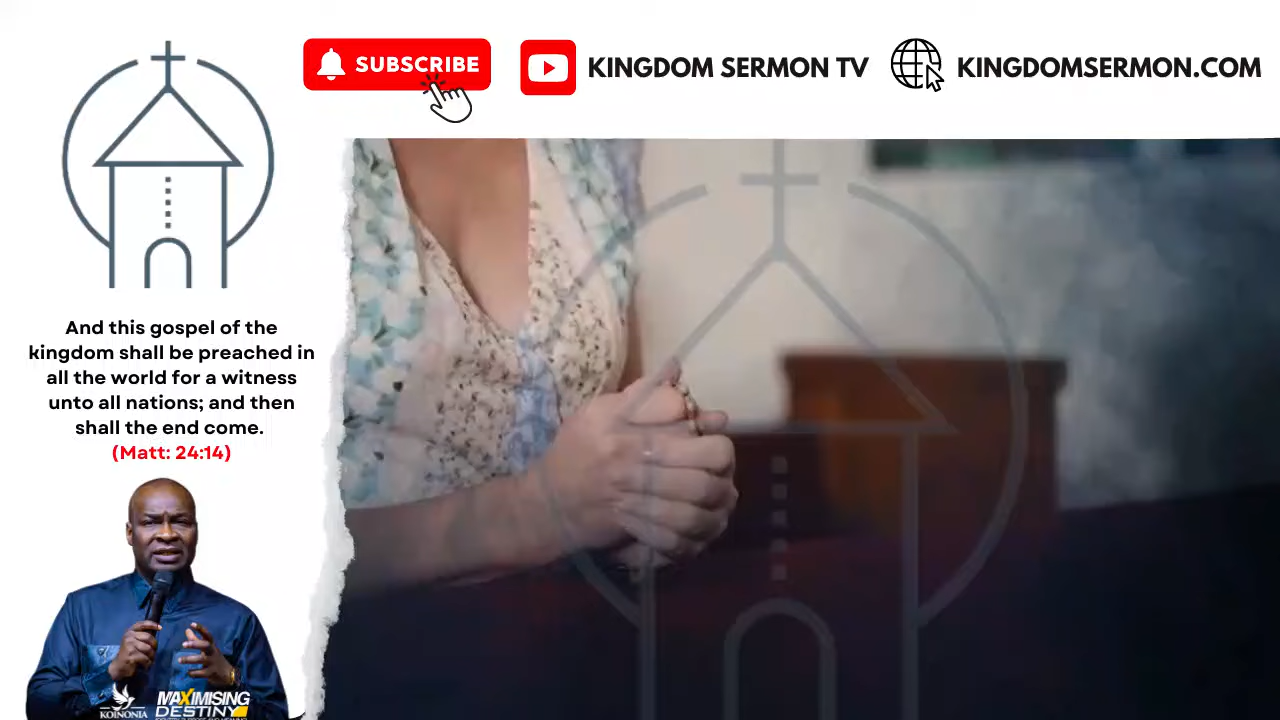 SUBSCRIBE
KINGDOM SERMON TV
KINGDOMSERMON.COM
And this gospel of the
kingdom shall be preached in
all the world for a witness
unto all nations; and then
shall the end come.
(Matt: 24:14)
KOINONIA
MAXIMISING
DESTINY